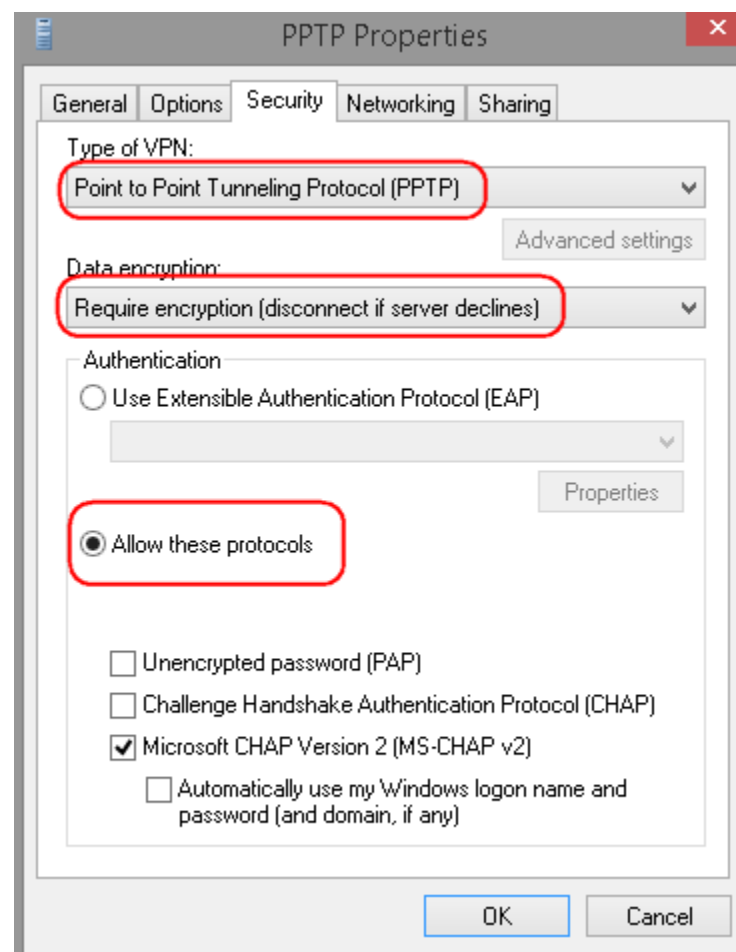 PPTP Properties
General Options Security Networking Sharing
Type of VPN:
Point to Point Tunneling Protocol (PPTP)
Advanced settings
Data encryption:
Require encryption (disconnect if server declines)
Authentication
Use Extensible Authentication Protocol (EAP)
Properties
Allow these protocols
Unencrypted password (PAP)
Challenge Handshake Authentication Protocol (CHAP)
Microsoft CHAP Version 2 (MS-CHAP v2)
Automatically use my Windows logon name and
password (and domain, if any)
OK Cancel